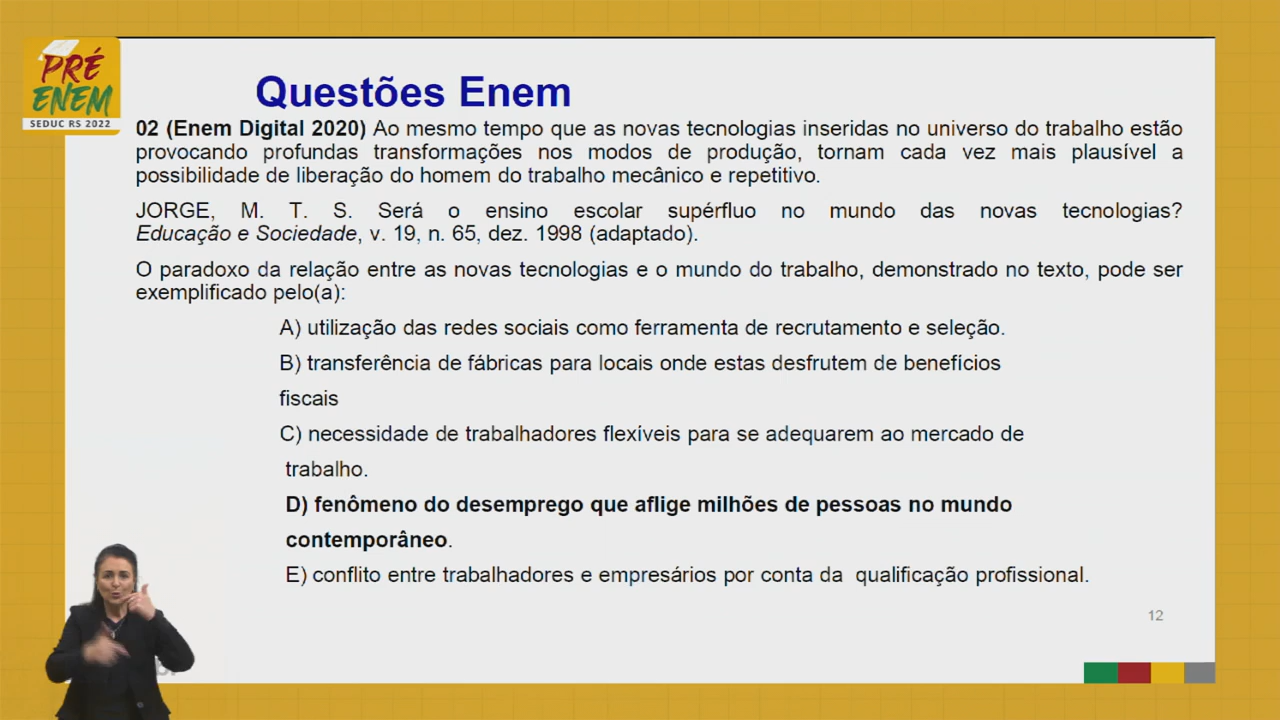 PRÉ
ENEM
SEDUC RS 2022
Questões Enem
02 (Enem Digital 2020) Ao mesmo tempo que as novas tecnologias inseridas no universo do trabalho estão
provocando profundas transformações nos modos de produção, tornam cada vez mais plausível a
possibilidade de liberação do homem do trabalho mecânico e repetitivo.
JORGE, M. T. S. Será o ensino escolar supérfluo no mundo das novas tecnologias?
Educação e Sociedade, v. 19, n. 65, dez. 1998 (adaptado).
O paradoxo da relação entre as novas tecnologias e o mundo do trabalho, demonstrado no texto, pode ser
exemplificado pelo(a):
A) utilização das redes sociais como ferramenta de recrutamento e seleção.
B) transferência de fábricas para locais onde estas desfrutem de benefícios
fiscais
C) necessidade de trabalhadores flexíveis para se adequarem ao mercado de
trabalho.
D) fenômeno do desemprego que aflige milhões de pessoas no mundo
contemporâneo.
E) conflito entre trabalhadores e empresários por conta da  qualificação profissional.
12